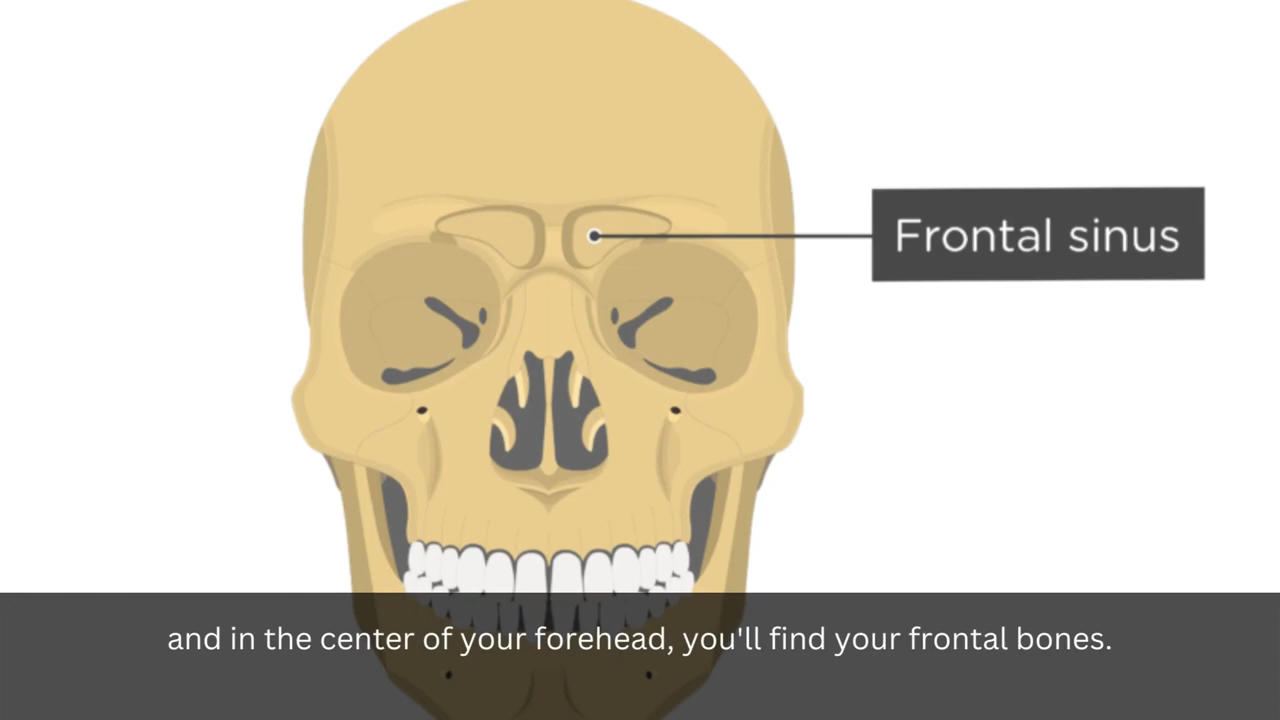 Frontal sinus
and in the center of your forehead, you'll find your frontal bones.